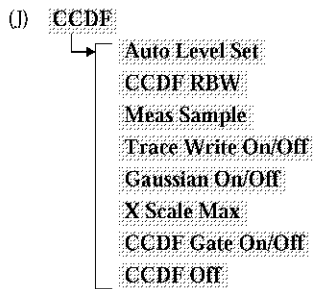 (J) CCDF
Auto Level Set
CCDF RBW
Meas Sample
Trace Write On/Off
Gaussian On/Off
X Scale Max
CCDF Gate On/Off
CCDF Off